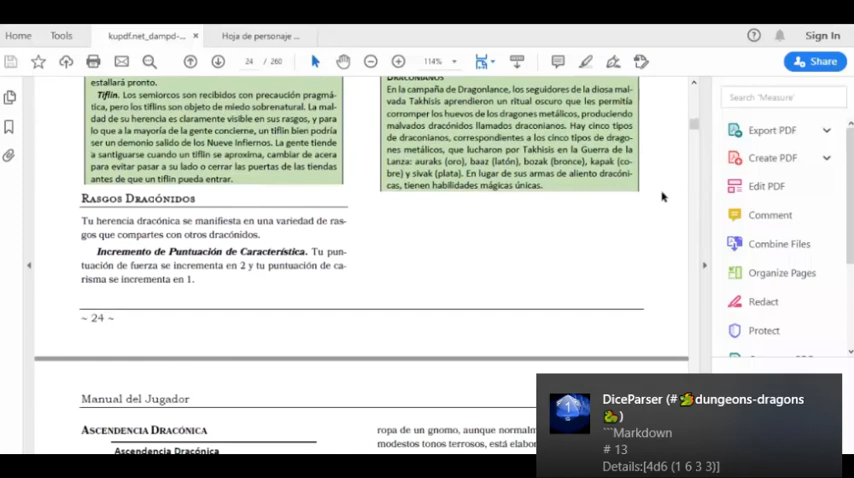 Home
Tools
kupdf.net_dampd-...
×
Hoja de personaje ...
Sign In
24 / 260
114%
Share
estallará pronto.
Tiflin. Los semiorcos son recibidos con precaución pragmá-
tica, pero los tiflins son objeto de miedo sobrenatural. La mal-
dad de su herencia es claramente visible en sus rasgos, y para
lo que a la mayoría de la gente concierne, un tiflin bien podría
ser un demonio salido de los Nueve Infiernos. La gente tiende
a santiguarse cuando un tiflin se aproxima, cambiar de acera
para evitar pasar a su lado o cerrar las puertas de las tiendas
antes de que un tiflin pueda entrar.
RASGOS DRACÓNIDOS
Tu herencia dracónica se manifiesta en una variedad de ras-
gos que compartes con otros dracónidos.
Incremento de Puntuación de Característica. Tu pun-
tuación de fuerza se incrementa en 2 y tu puntuación de ca-
risma se incrementa en 1.
DRACONIANOS
En la campaña de Dragonlance, los seguidores de la diosa mal-
vada Takhisis aprendieron un ritual oscuro que les permitía
corromper los huevos de los dragones metálicos, produciendo
malvados dracónidos llamados draconianos. Hay cinco tipos
de draconianos, correspondientes a los cinco tipos de drago-
nes metálicos, que lucharon por Takhisis en la Guerra de la
Lanza: auraks (oro), baaz (latón), bozak (bronce), kapak (co-
bre) y sivak (plata). En lugar de sus armas de aliento dracóni-
cas, tienen habilidades mágicas únicas.
~ 24 ~
Manual del Jugador
ASCENDENCIA DRACÓNICA
Ascendencia Dracónica
ropa de un gnomo, aunque normalm
modestos tonos terrosos, está elabor
Search 'Measure'
Export PDF
Create PDF
Edit PDF
Comment
Combine Files
Organize Pages
Redact
Protect
DiceParser (#🐲dungeons-dragons
🐲)
```Markdown
# 13
Details:[4d6 (1 6 3 3)]